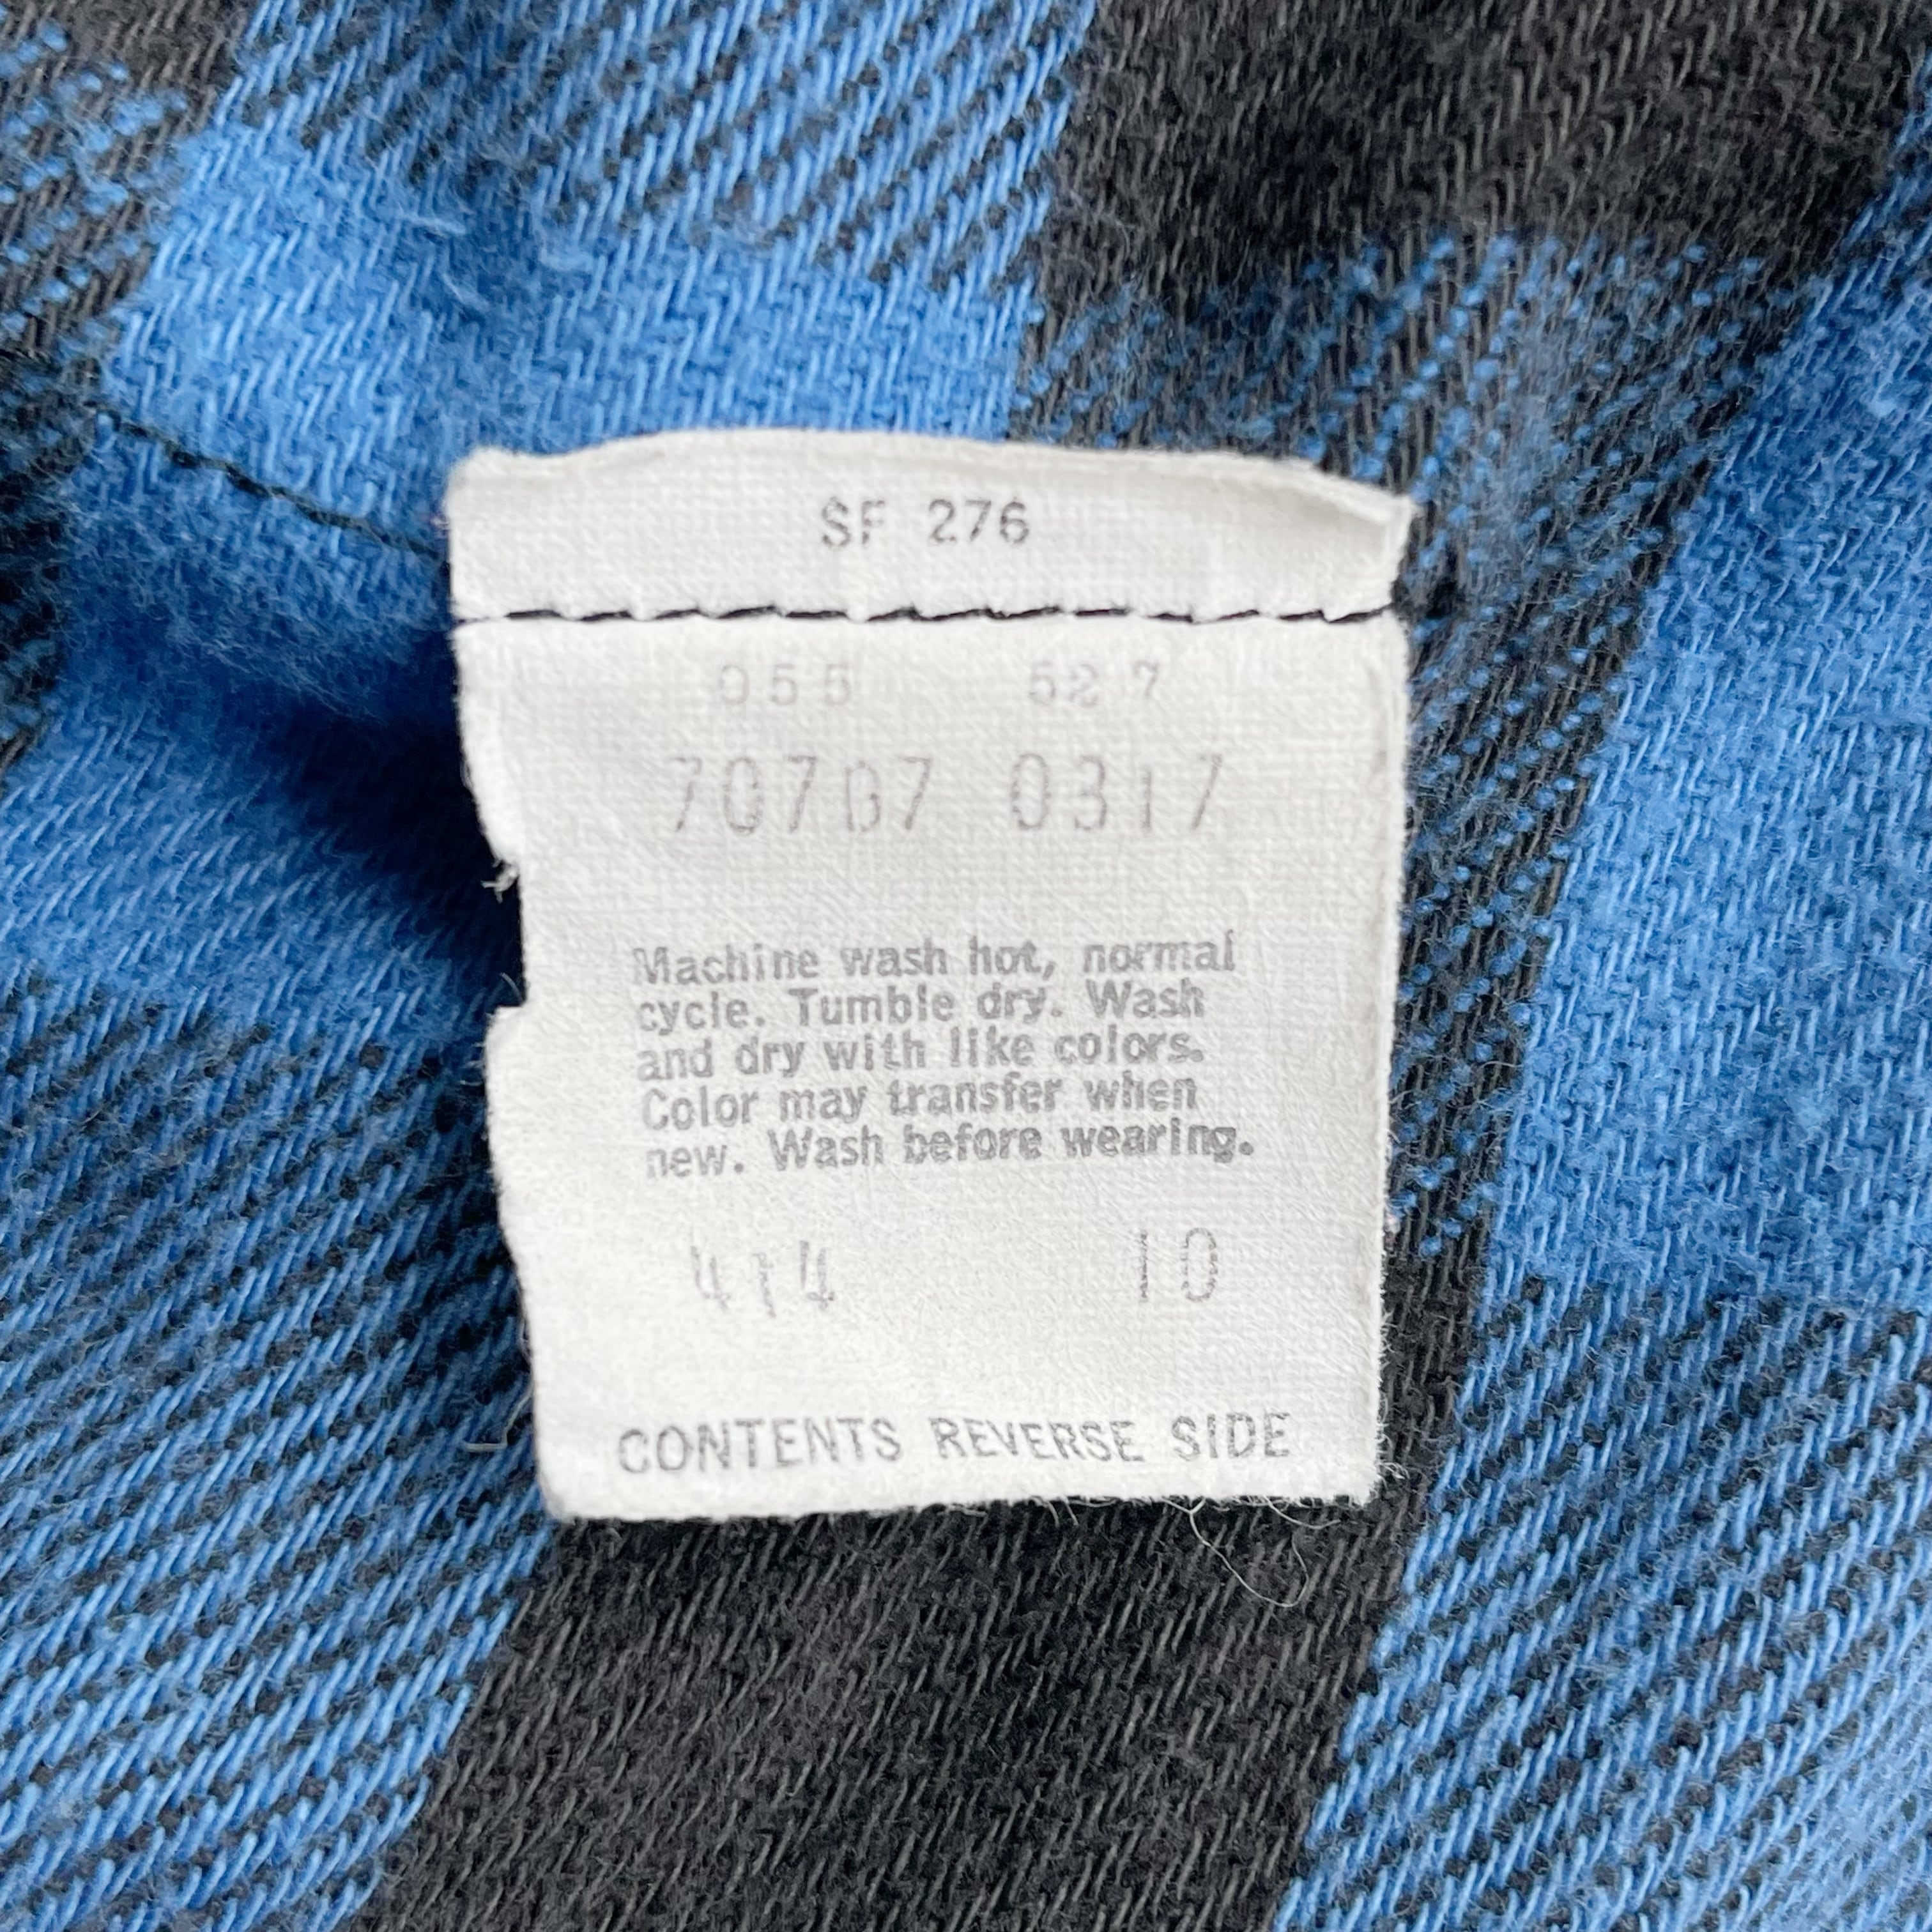 SF 276
055 527
70707 0317
Machine wash hot, normal
cycle. Tumble dry. Wash
and dry with like colors.
Color may transfer when
new. Wash before wearing.
414 10
CONTENTS REVERSE SIDE